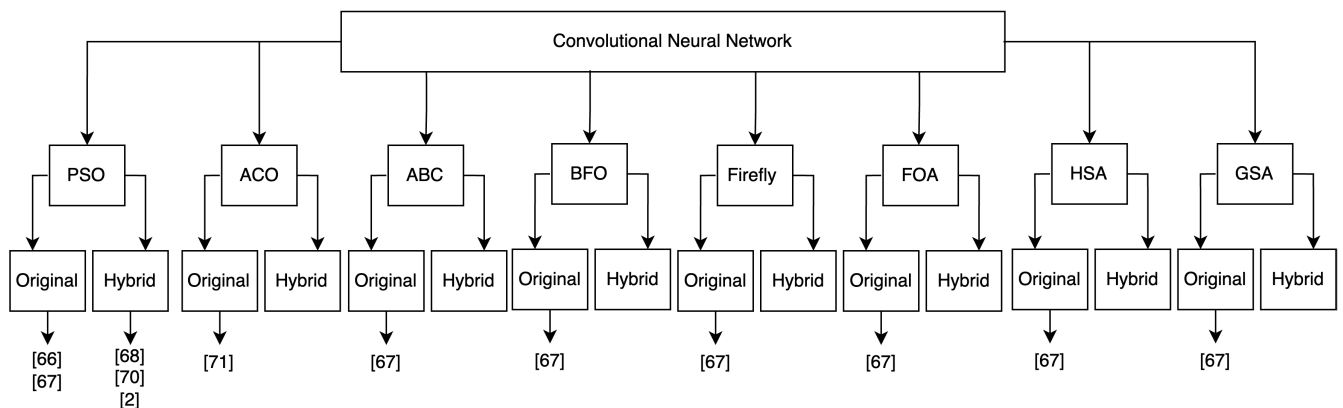 Convolutional Neural Network
PSO
ACO
ABC
BFO
Firefly
FOA
HSA
GSA
Original
Hybrid
Original
Hybrid
Original
Hybrid
Original
Hybrid
Original
Hybrid
Original
Hybrid
Original
Hybrid
Original
Hybrid
[66]
[67]
[68]
[70]
[2]
[71]
[67]
[67]
[67]
[67]
[67]
[67]